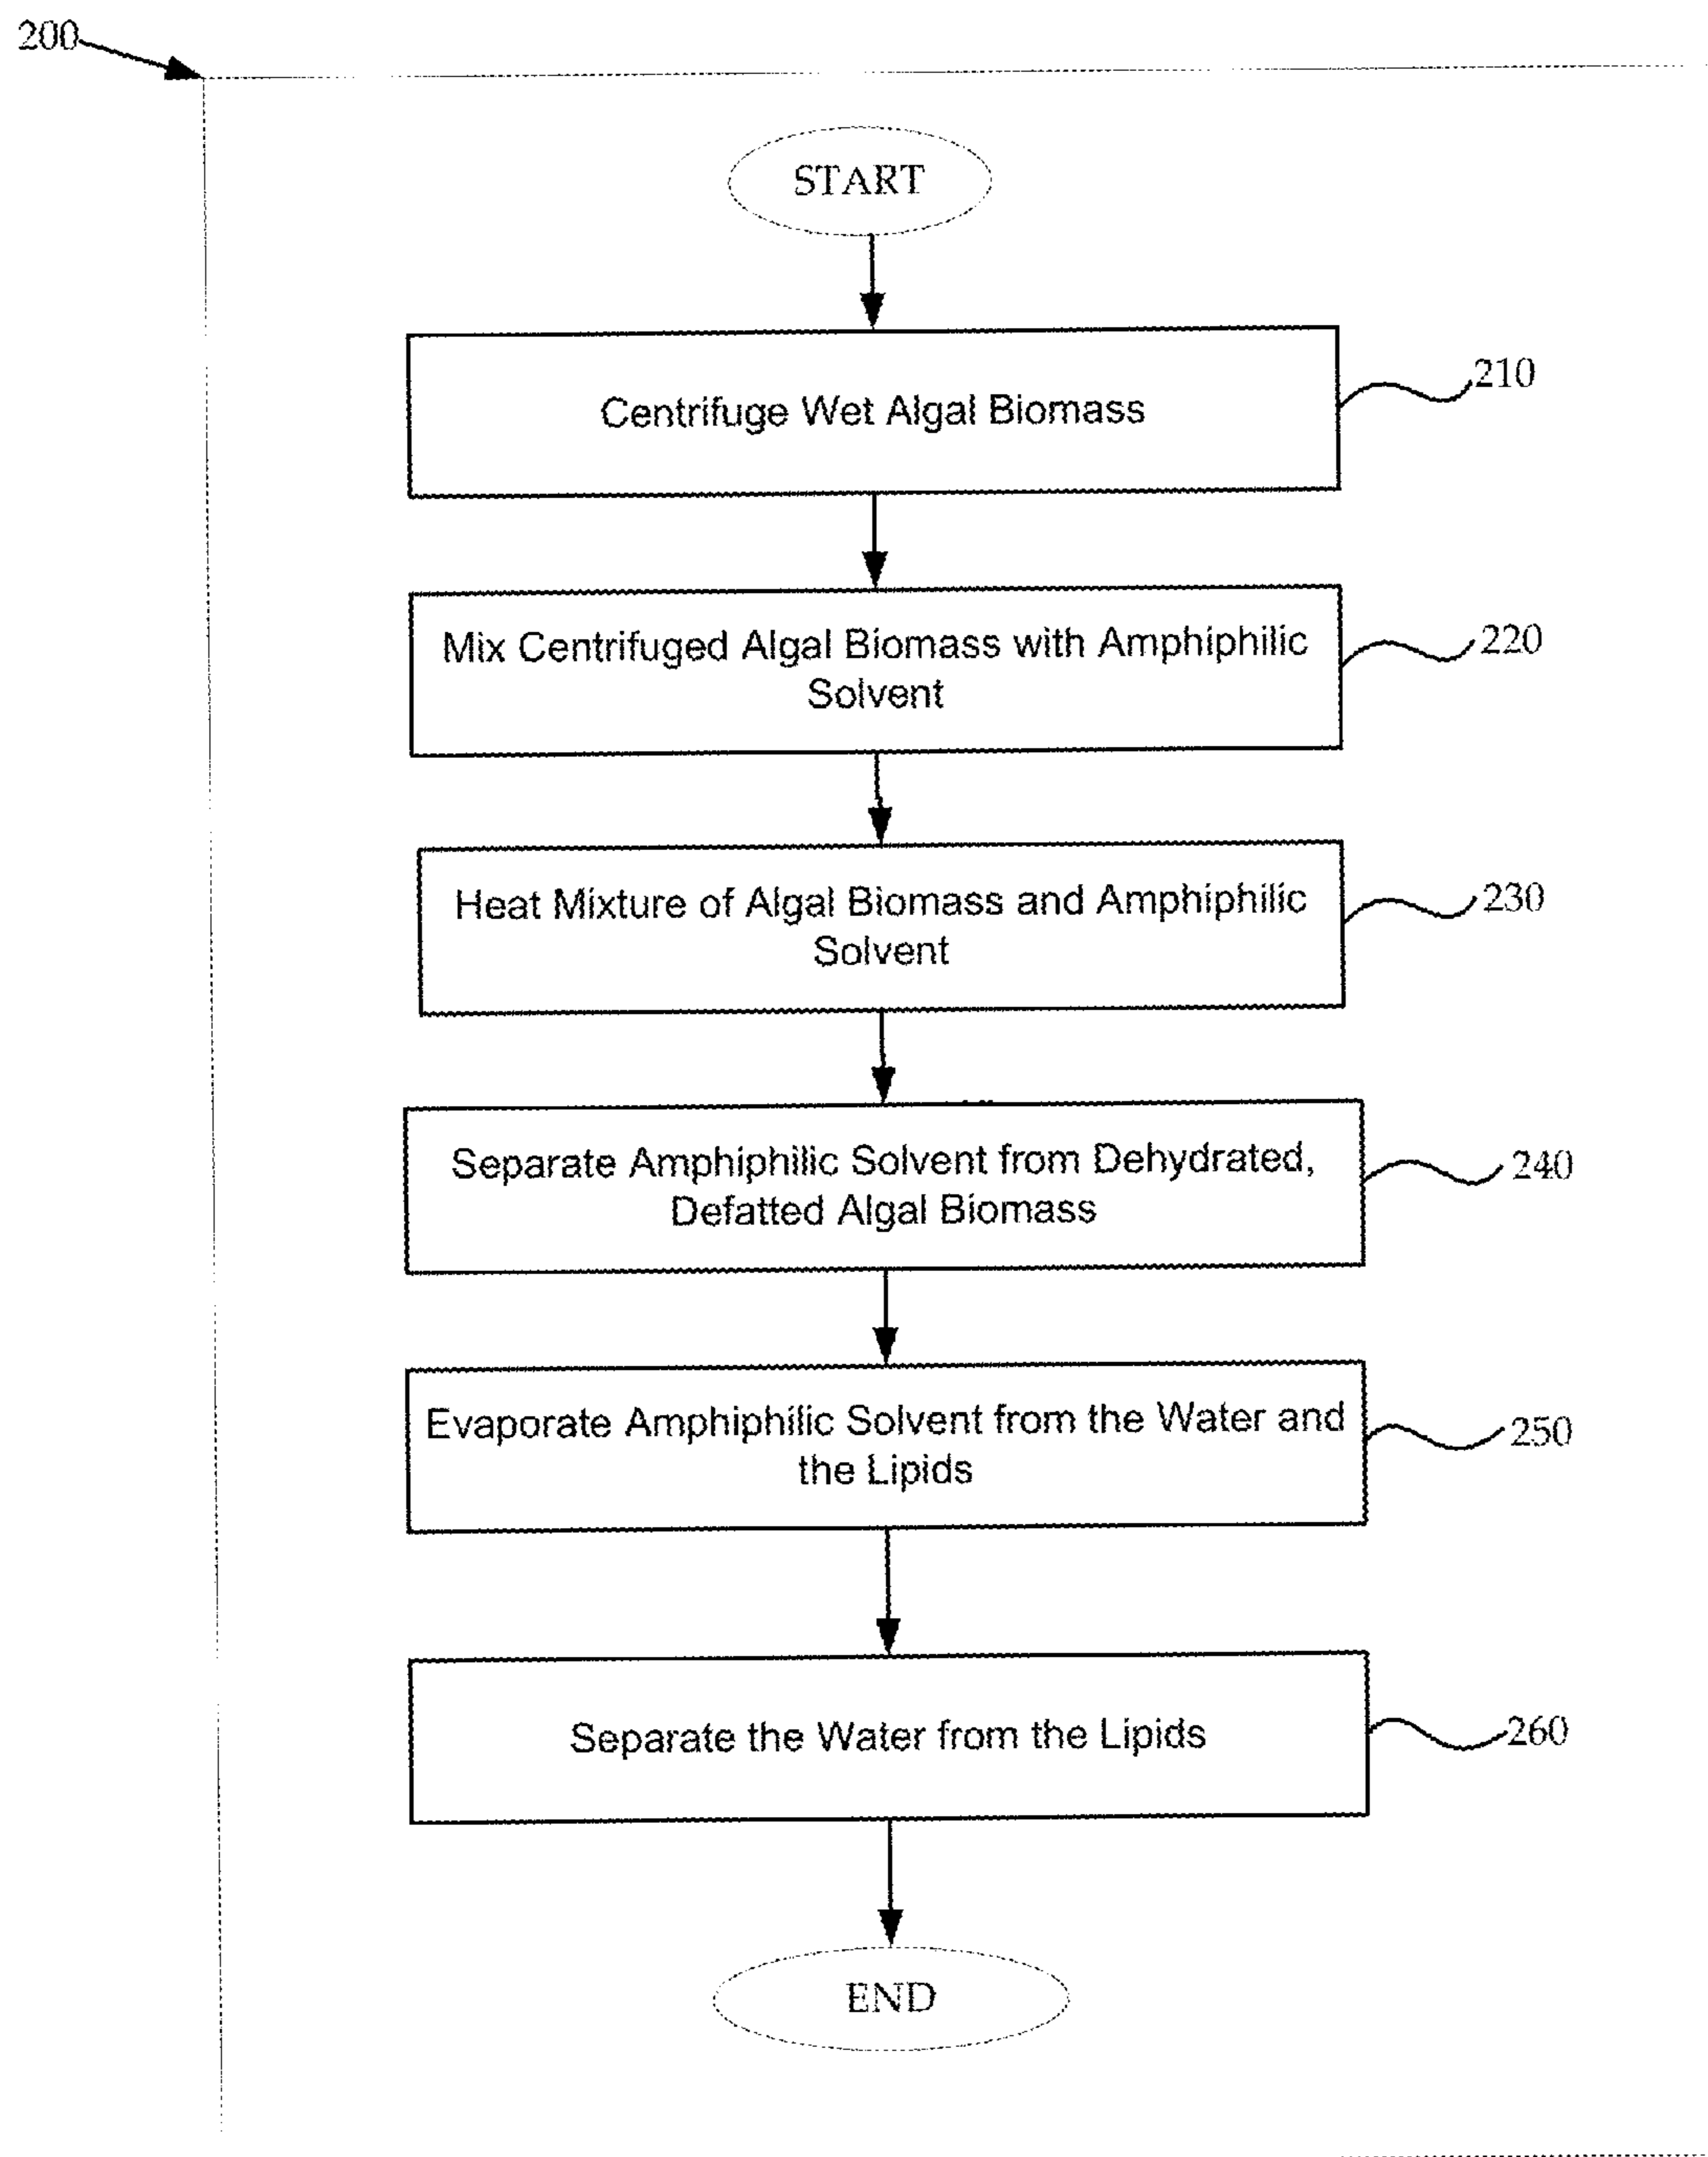 200
START
Centrifuge Wet Algal Biomass
210
Mix Centrifuged Algal Biomass with Amphiphilic
Solvent
220
Heat Mixture of Algal Biomass and Amphiphilic
Solvent
230
Separate Amphiphilic Solvent from Dehydrated,
Defatted Algal Biomass
240
Evaporate Amphiphilic Solvent from the Water and
the Lipids
250
Separate the Water from the Lipids
260
END